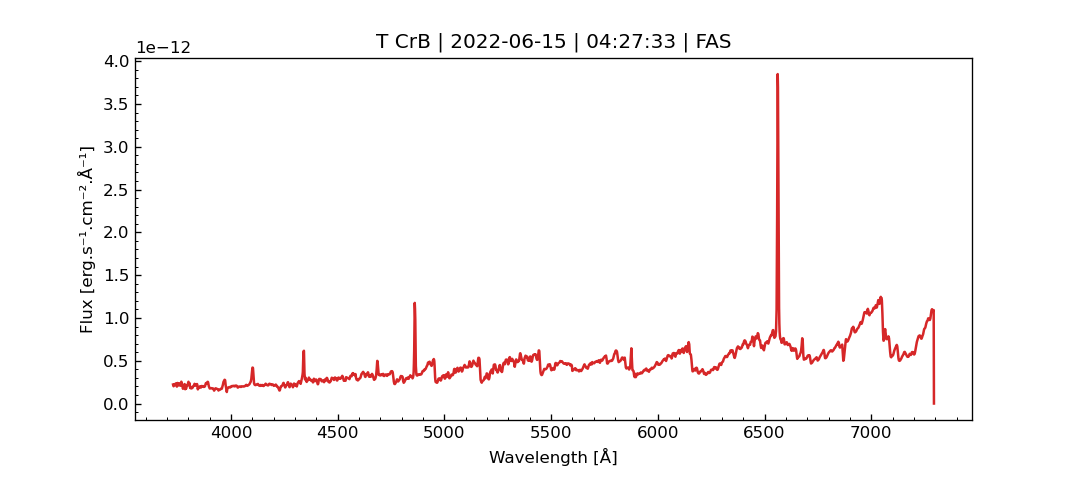 T CrB | 2022-06-15 | 04:27:33 | FAS
1e−12
4.0
3.5
3.0
2.5
2.0
1.5
1.0
0.5
0.0
Flux [erg.s⁻¹.cm⁻².Å⁻¹]
4000 4500 5000 5500 6000 6500 7000
Wavelength [Å]